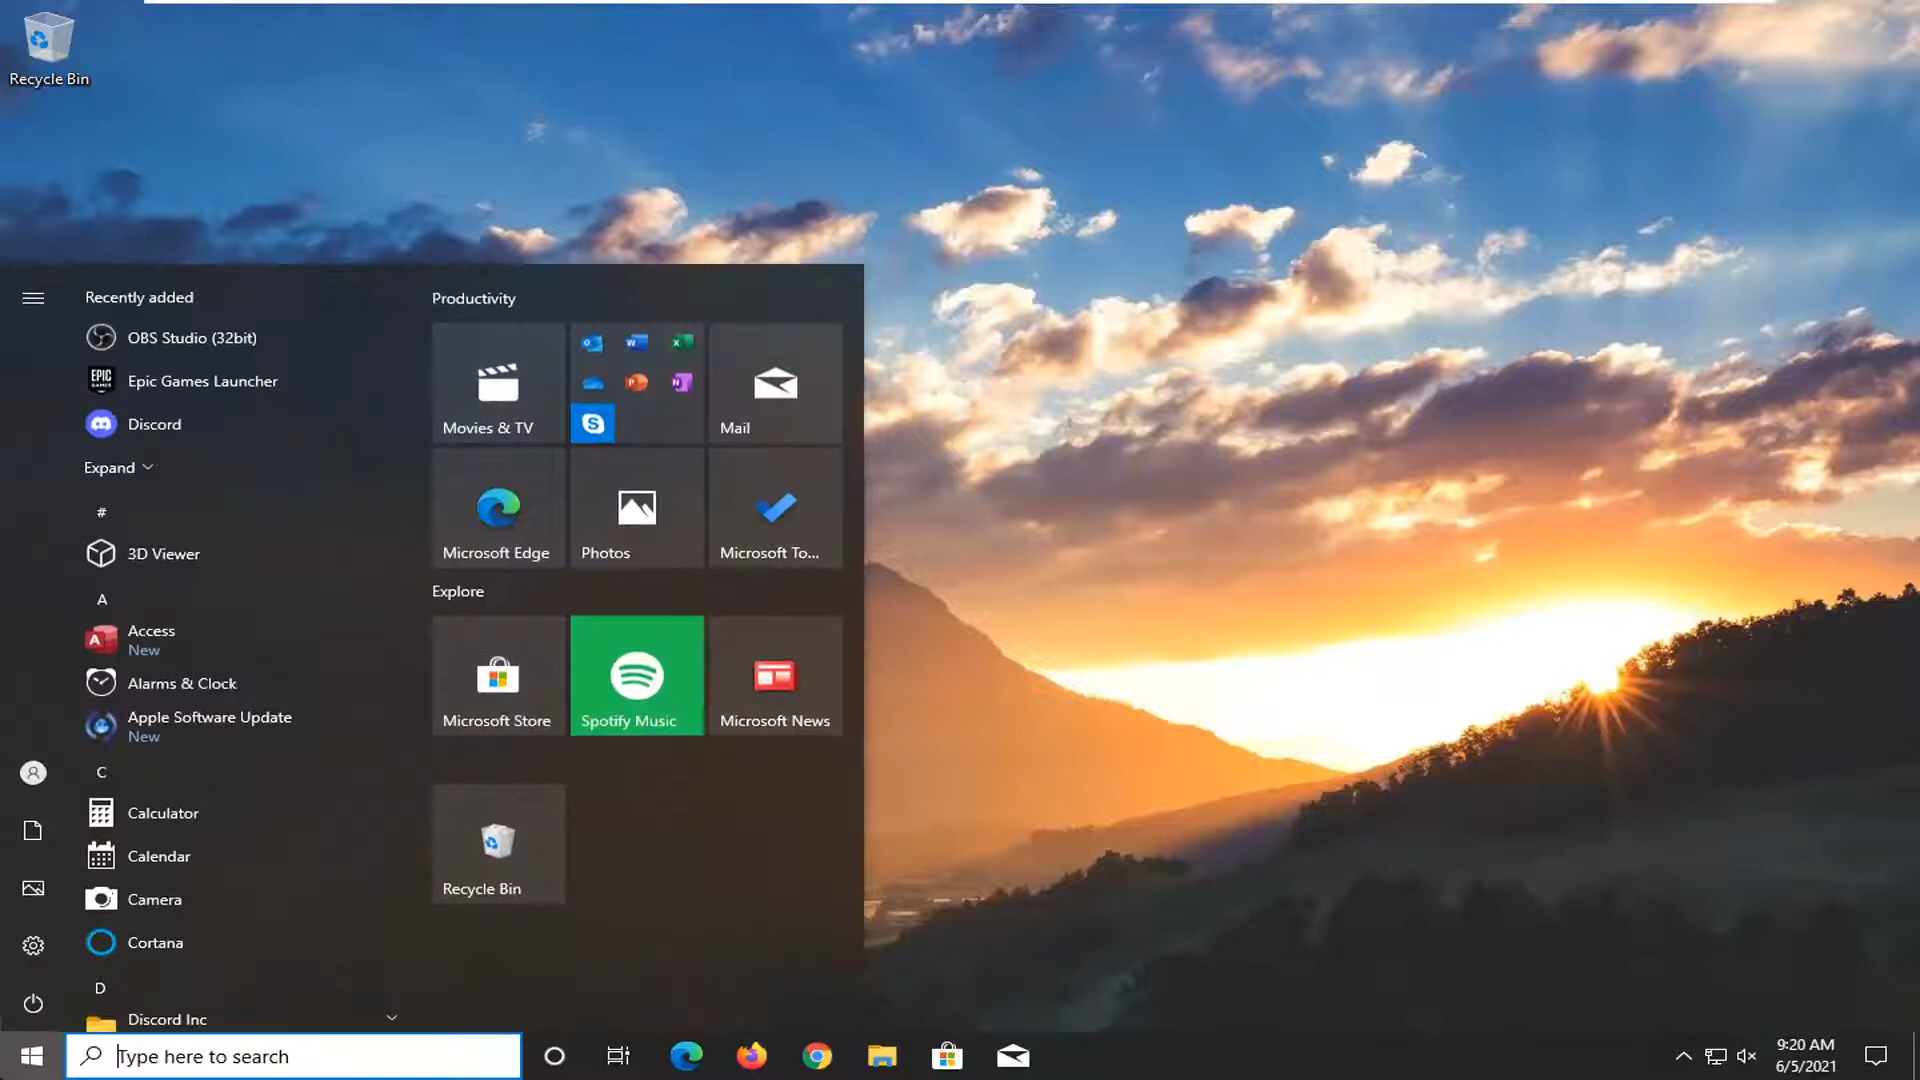 Recycle Bin
Recently added
OBS Studio (32bit)
Epic Games Launcher
Discord
Expand
#
3D Viewer
A
Access
New
Alarms & Clock
Apple Software Update
New
C
Calculator
Calendar
Camera
Cortana
D
Discord Inc
Productivity
Movies & TV
Mail
Microsoft Edge
Photos
Microsoft To...
Explore
Microsoft Store
Spotify Music
Microsoft News
Recycle Bin
Type here to search
9:20 AM
6/5/2021